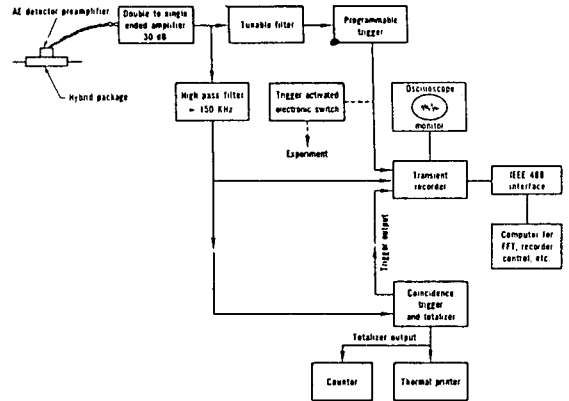 AE detector preamplifier
Hybrid package
Double to single
ended amplifier
30 dB
Tunable filter
Programmable
trigger
High pass filter
≈ 150 KHz
Trigger activated
electronic switch
Experiment
Oscilloscope
monitor
Transient
recorder
IEEE 488
interface
Computer for
FFT, recorder
control, etc.
Trigger output
Coincidence
trigger
and totalizer
Totalizer output
Counter
Thermal printer